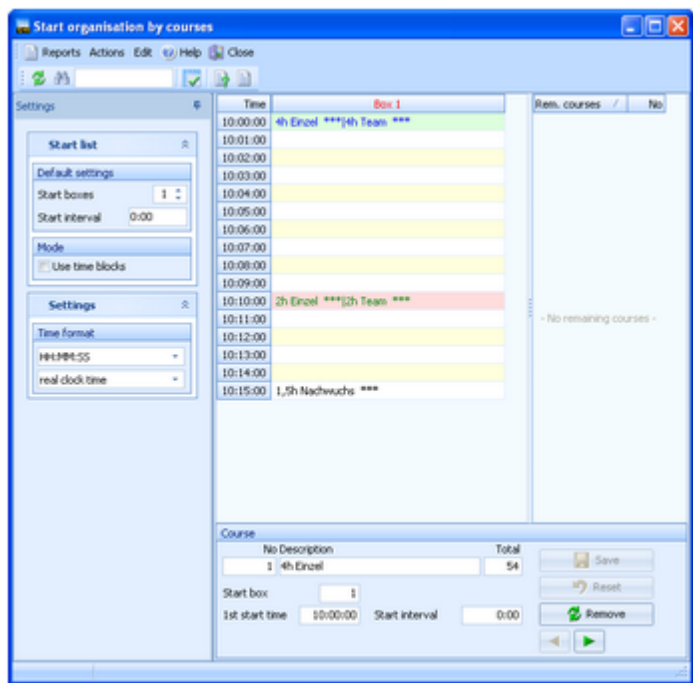 Start organisation by courses
Reports Actions Edit Help Close
Settings
Start list
Default settings
Start boxes 1
Start interval 0:00
Mode
Use time blocks
Settings
Time format
HH:MM:SS
real clock time
Time Box 1
10:00:00 4h Einzel ***|4h Team ***
10:01:00
10:02:00
10:03:00
10:04:00
10:05:00
10:06:00
10:07:00
10:08:00
10:09:00
10:10:00 2h Einzel ***|2h Team ***
10:11:00
10:12:00
10:13:00
10:14:00
10:15:00 1,5h Nachwuchs ***
Rem. courses / No
- No remaining courses -
Course
No Description Total
1 4h Einzel 54
Start box 1
1st start time 10:00:00 Start interval 0:00
Save
Reset
Remove